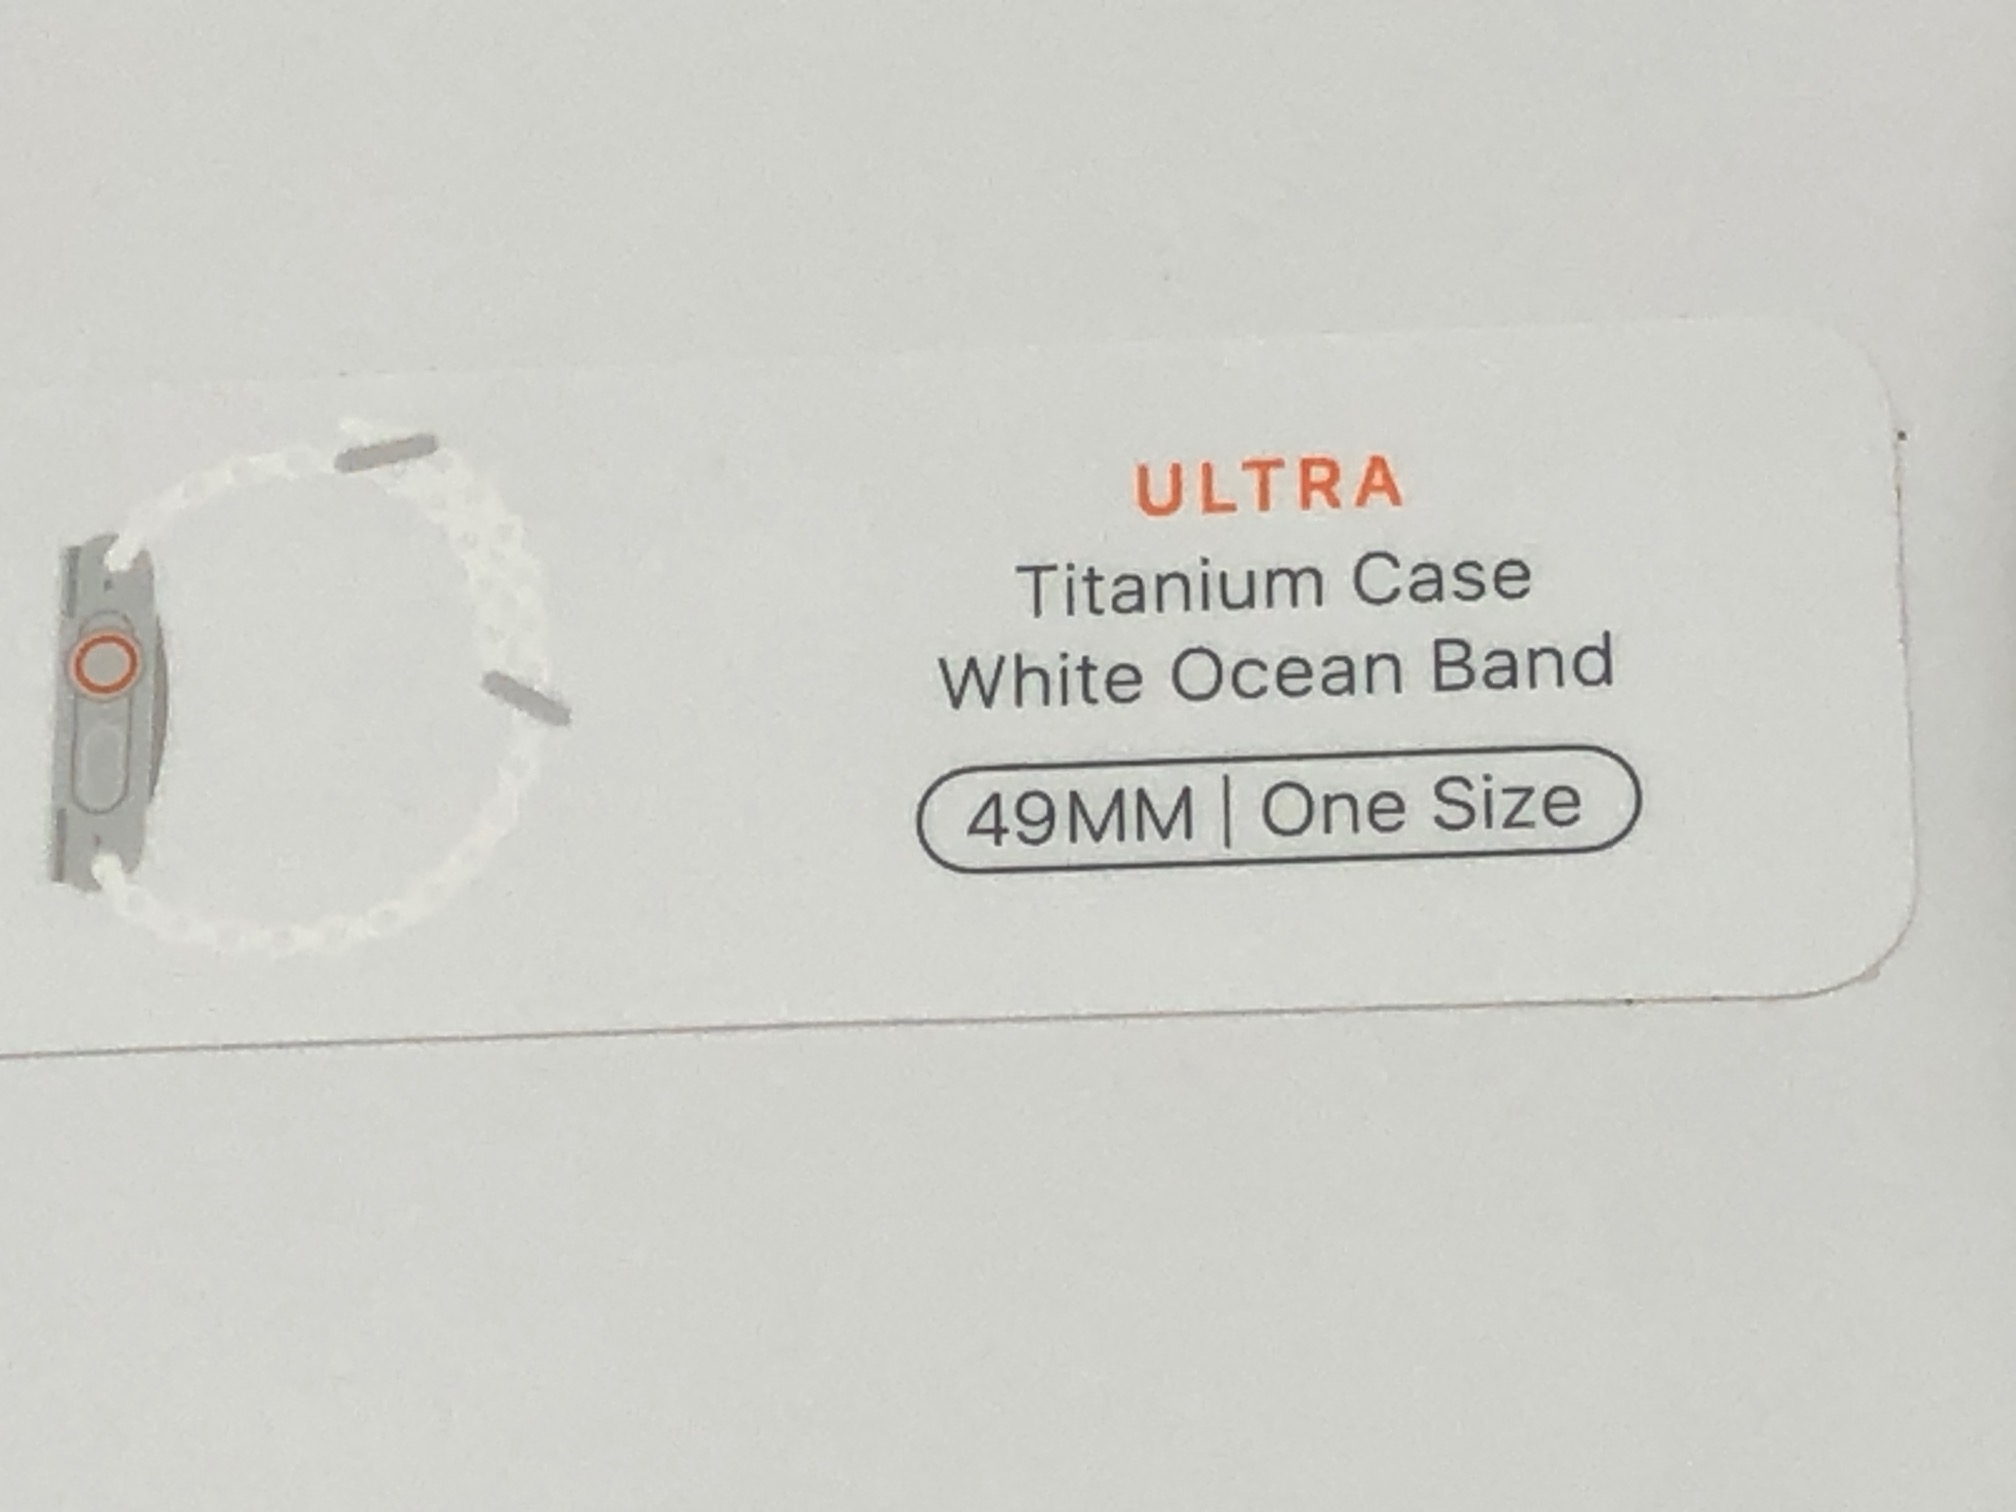 ULTRA
Titanium Case
White Ocean Band
49MM | One Size